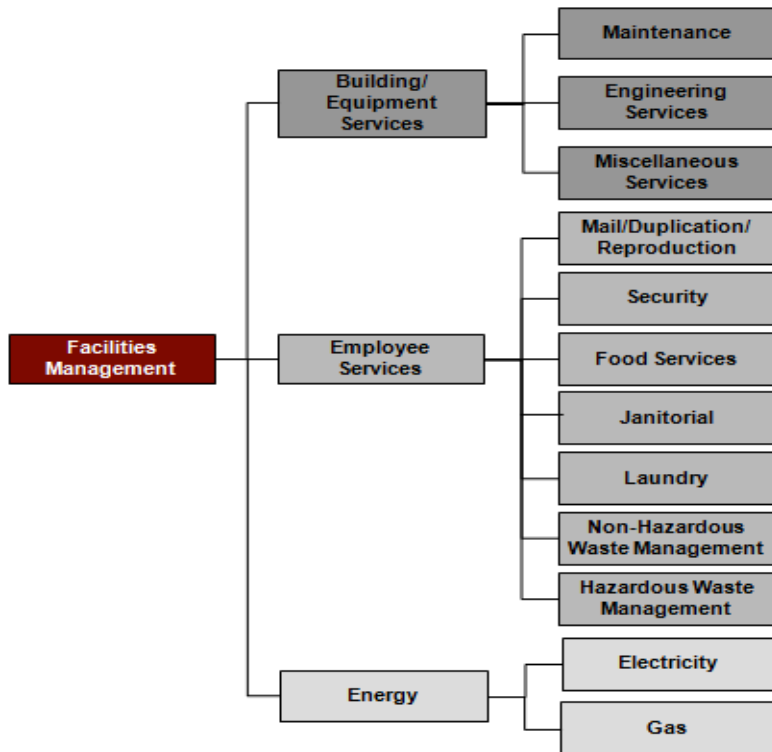 Maintenance
Building/
Equipment
Services
Engineering
Services
Miscellaneous
Services
Mail/Duplication/
Reproduction
Security
Facilities
Management
Employee
Services
Food Services
Janitorial
Laundry
Non-Hazardous
Waste Management
Hazardous Waste
Management
Energy
Electricity
Gas